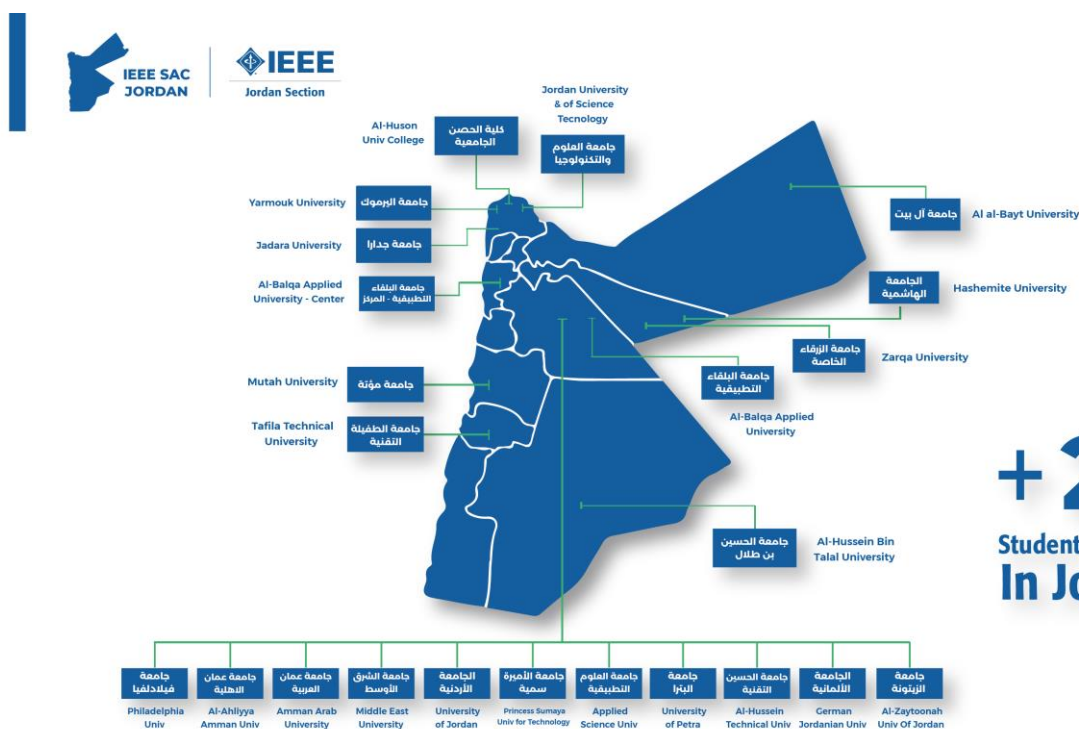 IEEE SAC
JORDAN
IEEE
Jordan Section
Jordan University
& of Science
Tecnology
جامعة العلوم
والتكنولوجيا
Al-Huson
Univ College
كلية الحصن
الجامعية
Yarmouk University
جامعة اليرموك
Jadara University
جامعة جدارا
Al-Balqa Applied
University - Center
جامعة البلقاء
التطبيقية - المركز
Mutah University
جامعة مؤتة
Tafila Technical
University
جامعة الطفيلة
التقنية
جامعة آل بيت
Al al-Bayt University
الجامعة
الهاشمية
Hashemite University
جامعة الزرقاء
الخاصة
Zarqa University
جامعة البلقاء
التطبيقية
Al-Balqa Applied
University
جامعة الحسين
بن طلال
Al-Hussein Bin
Talal University
+ 2
Student
In Jo
جامعة
فيلادلفيا
Philadelphia
Univ
جامعة عمان
الاهلية
Al-Ahliyya
Amman Univ
جامعة عمان
العربية
Amman Arab
University
جامعة الشرق
الأوسط
Middle East
University
الجامعة
الأردنية
University
of Jordan
جامعة الأميرة
سمية
Princess Sumaya
Univ for Technology
جامعة العلوم
التطبيقية
Applied
Science Univ
جامعة
البترا
University
of Petra
جامعة الحسين
التقنية
Al-Hussein
Technical Univ
الجامعة
الألمانية
German
Jordanian Univ
جامعة
الزيتونة
Al-Zaytoonah
Univ Of Jordan